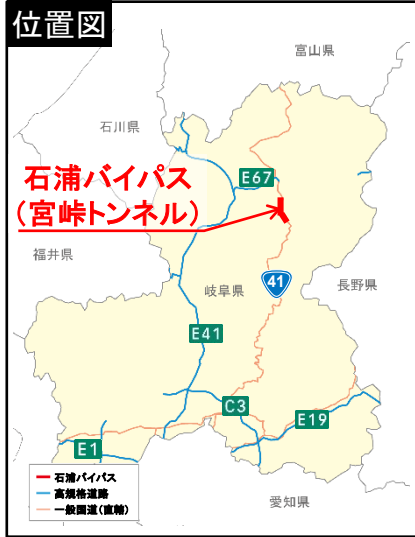 位置図
富山県
石川県
石浦バイパス
(宮峠トンネル)
E67
福井県
岐阜県
41
長野県
E41
C3
E19
E1
愛知県
石浦バイパス
高規格道路
一般国道(直轄)